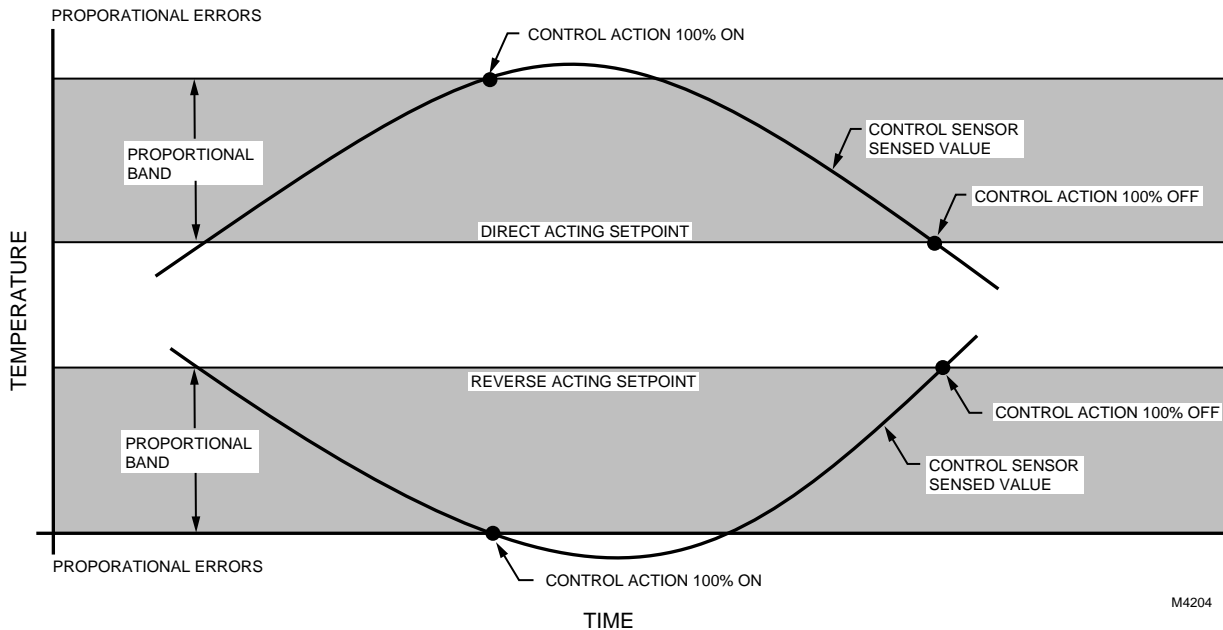 PROPORATIONAL ERRORS
CONTROL ACTION 100% ON
PROPORTIONAL
BAND
CONTROL SENSOR
SENSED VALUE
CONTROL ACTION 100% OFF
DIRECT ACTING SETPOINT
TEMPERATURE
REVERSE ACTING SETPOINT
CONTROL ACTION 100% OFF
PROPORTIONAL
BAND
CONTROL SENSOR
SENSED VALUE
PROPORATIONAL ERRORS
CONTROL ACTION 100% ON
M4204
TIME